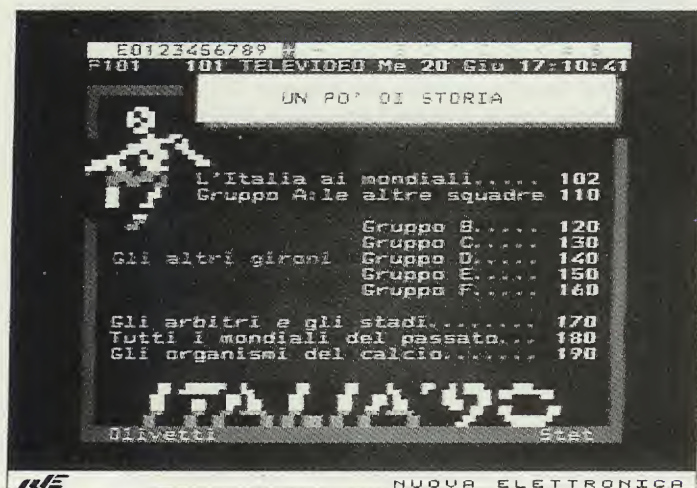 E0123456789
P101 101 TELEVIDEO Me 20 Giu 17:10:41
UN PO' DI STORIA
L'Italia ai mondiali..... 102
Gruppo A:le altre squadre 110
Gruppo B..... 120
Gruppo C..... 130
Gli altri gironi Gruppo D..... 140
Gruppo E..... 150
Gruppo F..... 160
Gli arbitri e gli stadi........ 170
Tutti i mondiali del passato... 180
Gli organismi del calcio....... 190
ITALIA'90
Olivetti Stet
NE NUOVA ELETTRONICA